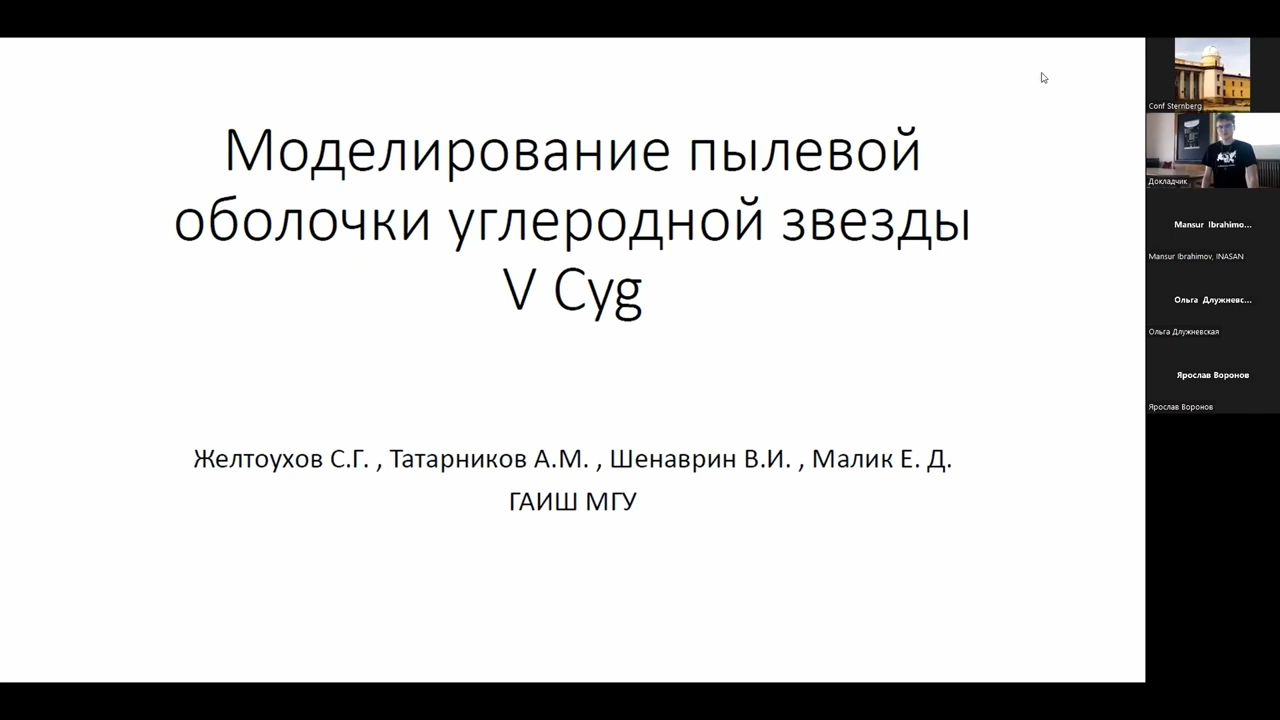 Моделирование пылевой
оболочки углеродной звезды
V Cyg
Желтоухов С.Г. , Татарников А.М. , Шенаврин В.И. , Малик Е. Д.
ГАИШ МГУ
Conf Sternberg
Докладчик
Mansur Ibrahimo...
Mansur Ibrahimov, INASAN
Ольга Длужневс...
Ольга Длужневская
Ярослав Воронов
Ярослав Воронов